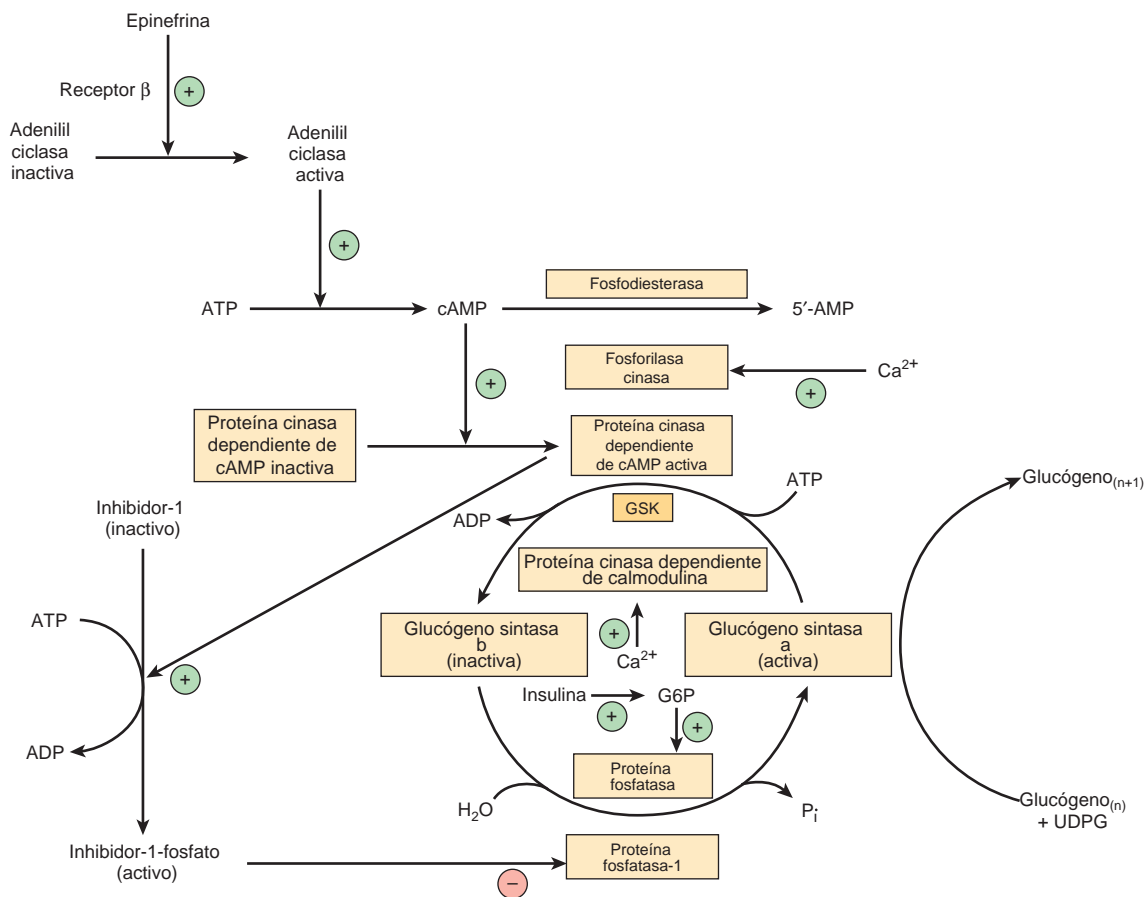 Epinefrina
Receptor β
+
Adenilil
ciclasa
inactiva
Adenilil
ciclasa
activa
+
ATP
cAMP
Fosfodiesterasa
5′-AMP
Fosforilasa
cinasa
+
Ca2+
+
Proteína cinasa
dependiente de
cAMP inactiva
Proteína cinasa
dependiente
de cAMP activa
ATP
Glucógeno(n+1)
Inhibidor-1
(inactivo)
ADP
GSK
Proteína cinasa dependiente
de calmodulina
ATP
Glucógeno sintasa
b
(inactiva)
+
Ca2+
Glucógeno sintasa
a
(activa)
+
Insulina
+
G6P
+
ADP
Proteína
fosfatasa
H2O
Pi
Glucógeno(n)
+ UDPG
Inhibidor-1-fosfato
(activo)
−
Proteína
fosfatasa-1